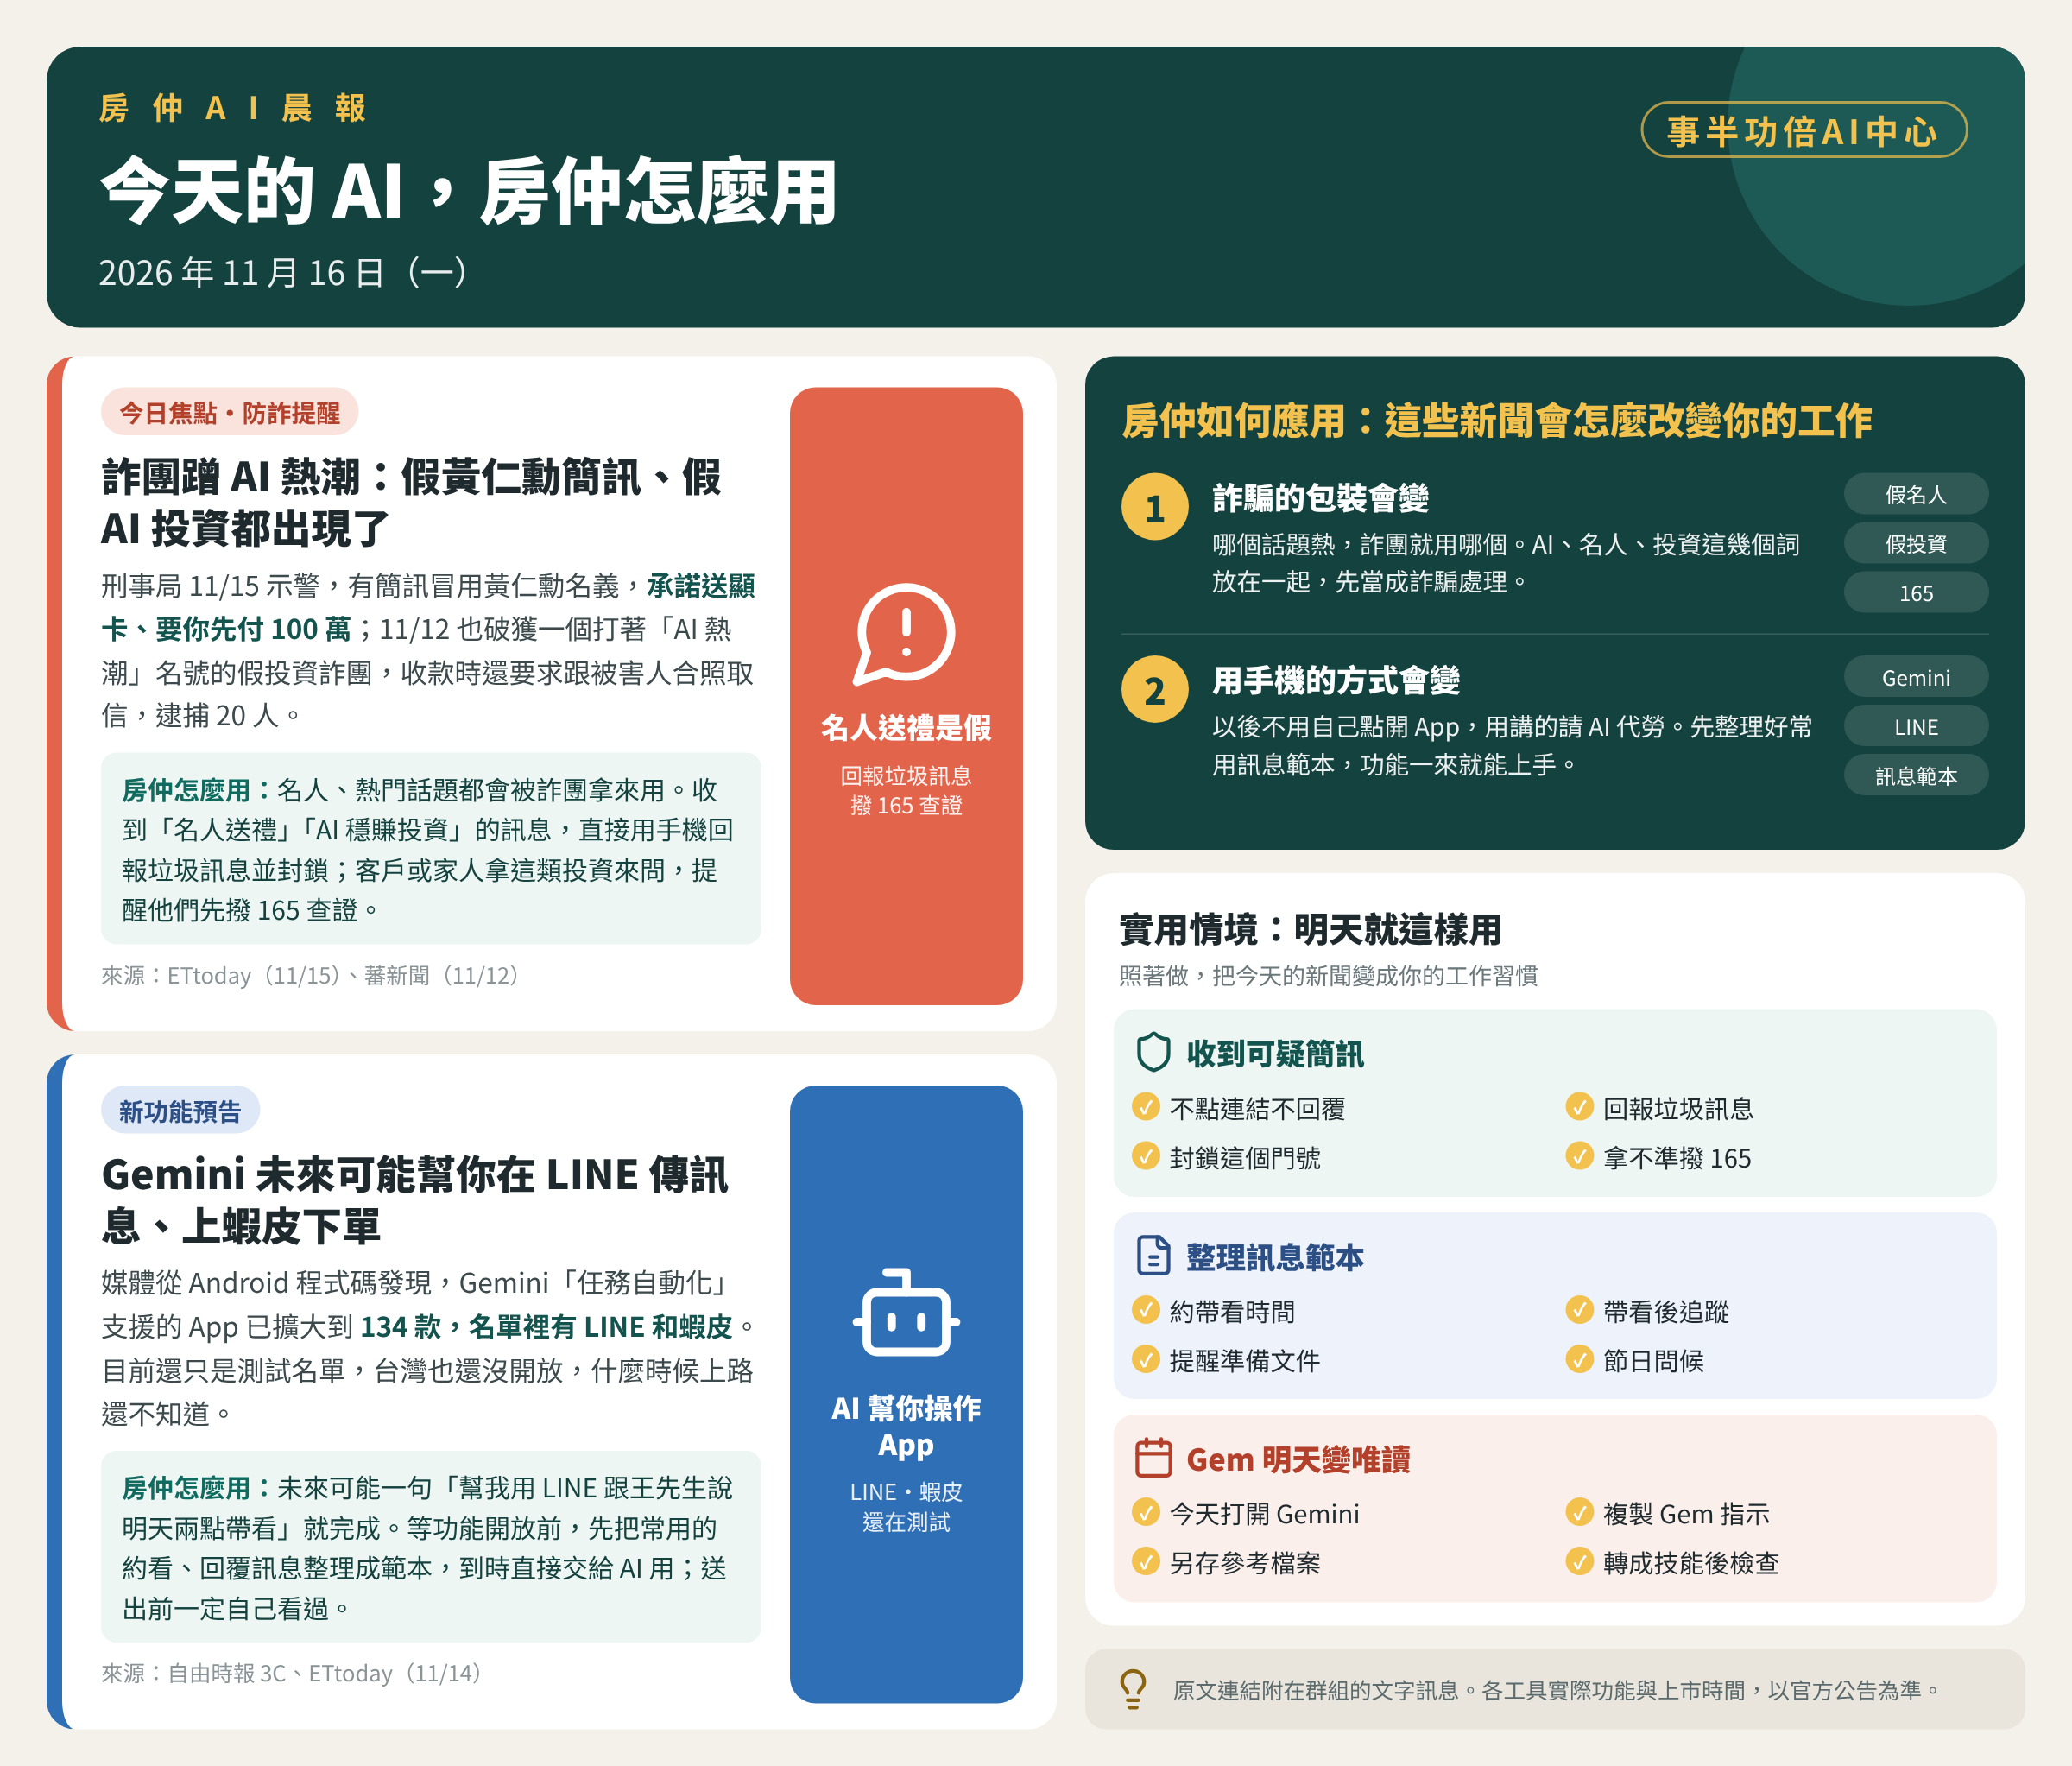 房仲AI晨報
事半功倍AI中心
今天的 AI，房仲怎麼用
2026 年 11 月 16 日（一）
今日焦點・防詐提醒
詐團蹭 AI 熱潮：假黃仁勳簡訊、假
AI 投資都出現了
刑事局 11/15 示警，有簡訊冒用黃仁勳名義，承諾送顯
卡、要你先付 100 萬；11/12 也破獲一個打著「AI 熱
潮」名號的假投資詐團，收款時還要求跟被害人合照取
信，逮捕 20 人。
房仲怎麼用：名人、熱門話題都會被詐團拿來用。收
到「名人送禮」「AI 穩賺投資」的訊息，直接用手機回
報垃圾訊息並封鎖；客戶或家人拿這類投資來問，提
醒他們先撥 165 查證。
來源：ETtoday（11/15）、蕃新聞（11/12）
名人送禮是假
回報垃圾訊息
撥 165 查證
新功能預告
Gemini 未來可能幫你在 LINE 傳訊
息、上蝦皮下單
媒體從 Android 程式碼發現，Gemini「任務自動化」
支援的 App 已擴大到 134 款，名單裡有 LINE 和蝦皮。
目前還只是測試名單，台灣也還沒開放，什麼時候上路
還不知道。
房仲怎麼用：未來可能一句「幫我用 LINE 跟王先生說
明天兩點帶看」就完成。等功能開放前，先把常用的
約看、回覆訊息整理成範本，到時直接交給 AI 用；送
出前一定自己看過。
來源：自由時報 3C、ETtoday（11/14）
AI 幫你操作
App
LINE・蝦皮
還在測試
房仲如何應用：這些新聞會怎麼改變你的工作
1
詐騙的包裝會變
哪個話題熱，詐團就用哪個。AI、名人、投資這幾個詞
放在一起，先當成詐騙處理。
假名人
假投資
165
2
用手機的方式會變
以後不用自己點開 App，用講的請 AI 代勞。先整理好常
用訊息範本，功能一來就能上手。
Gemini
LINE
訊息範本
實用情境：明天就這樣用
照著做，把今天的新聞變成你的工作習慣
收到可疑簡訊
不點連結不回覆
回報垃圾訊息
封鎖這個門號
拿不準撥 165
整理訊息範本
約帶看時間
帶看後追蹤
提醒準備文件
節日問候
Gem 明天變唯讀
今天打開 Gemini
複製 Gem 指示
另存參考檔案
轉成技能後檢查
原文連結附在群組的文字訊息。各工具實際功能與上市時間，以官方公告為準。